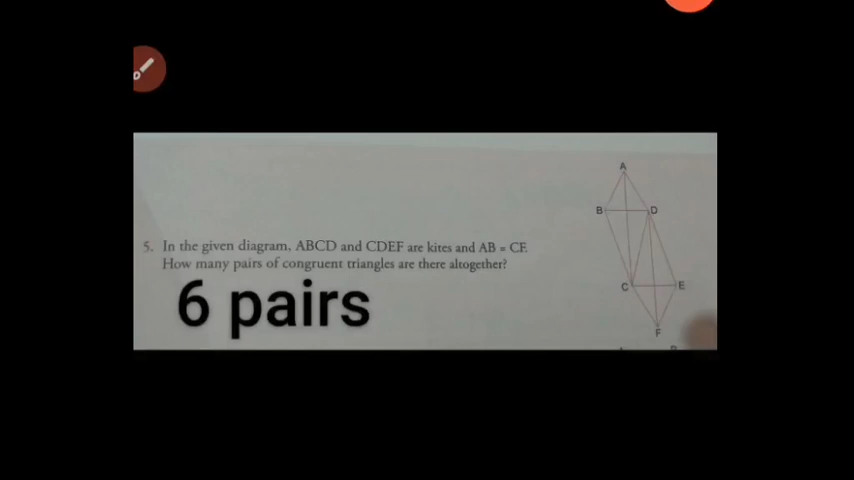 A
B
D
5. In the given diagram, ABCD and CDEF are kites and AB = CF.
How many pairs of congruent triangles are there altogether?
6 pairs
C
E
F